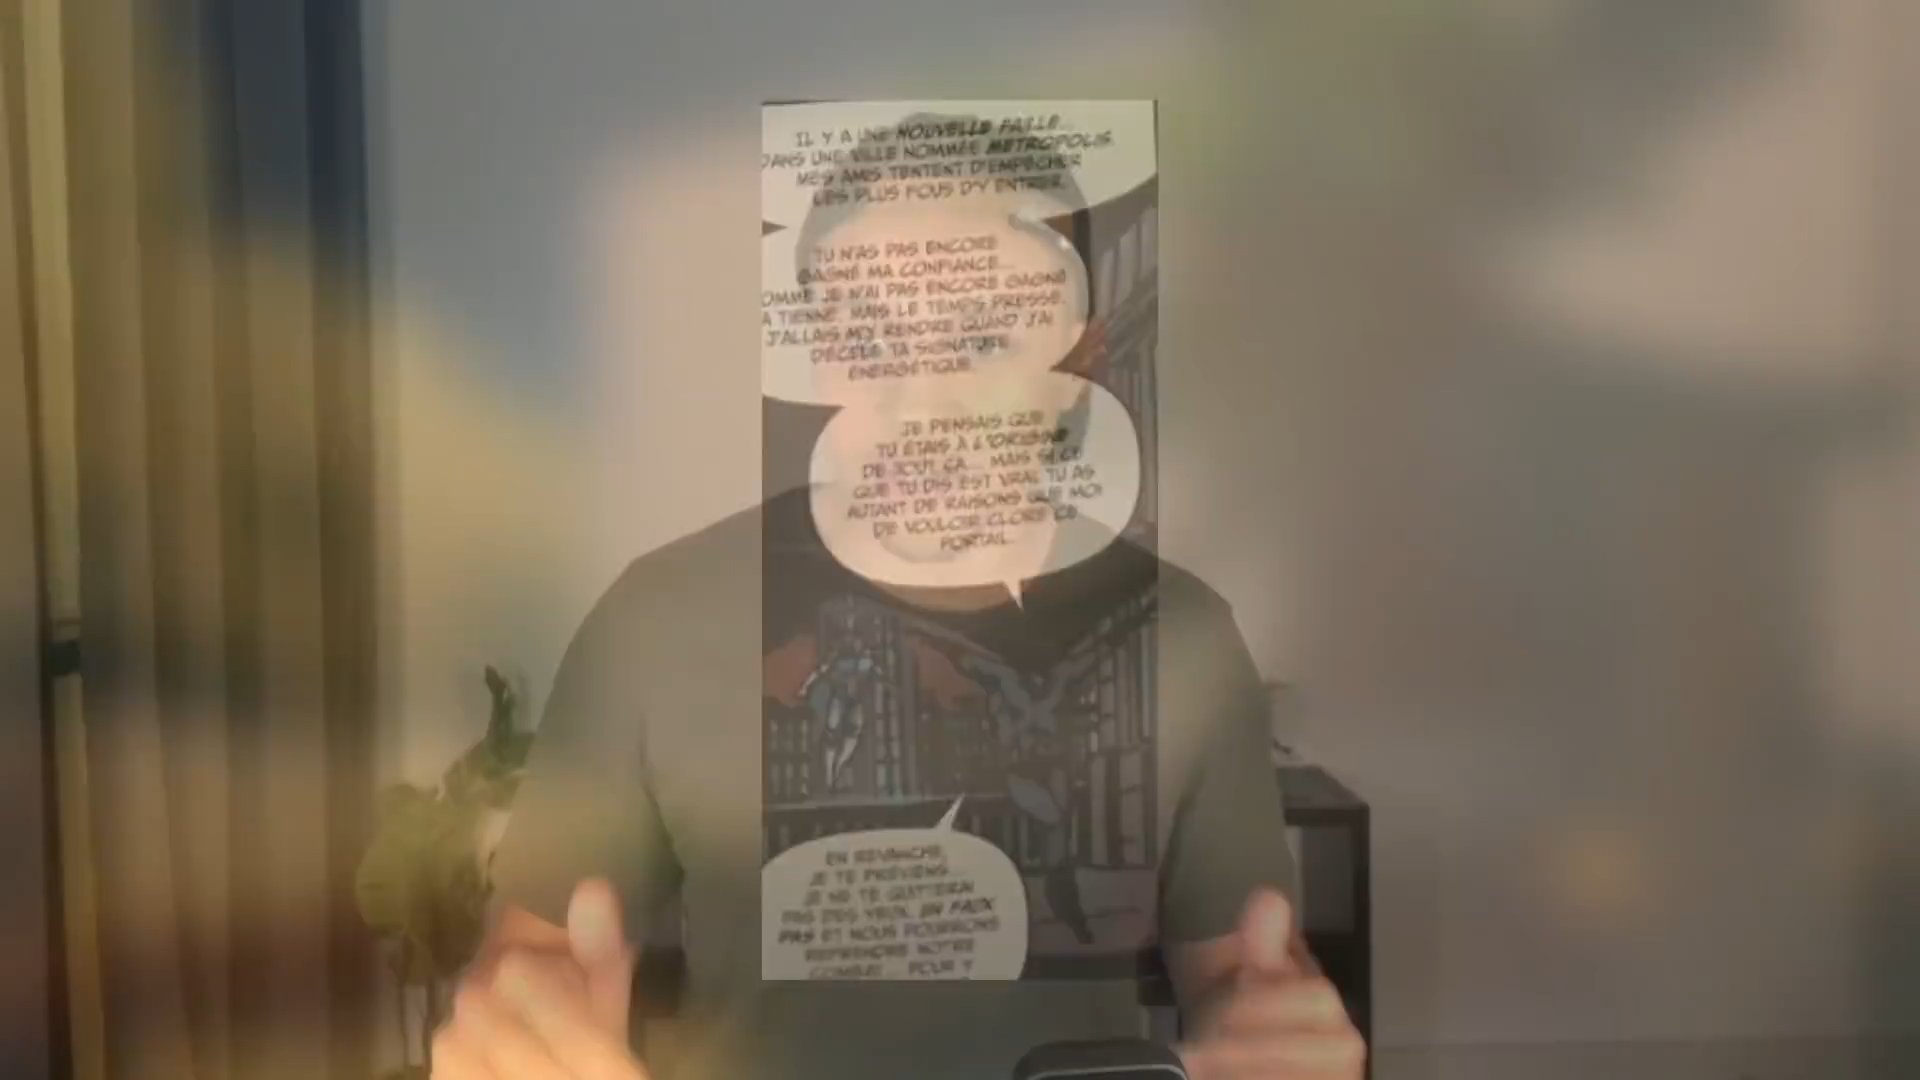 IL Y A UNE NOUVELLE FAILLE...
DANS UNE VILLE NOMMÉE METROPOLIS.
MES AMIS TENTENT D'EMPÊCHER
LES PLUS FOUS D'Y ENTRER.
TU N'AS PAS ENCORE
GAGNÉ MA CONFIANCE...
OMME JE N'AI PAS ENCORE GAGNÉ
A TIENNE. MAIS LE TEMPS PRESSE.
J'ALLAIS M'Y RENDRE QUAND J'AI
DÉCELÉ TA SIGNATURE
ÉNERGÉTIQUE.
JE PENSAIS QUE
TU ÉTAIS À L'ORIGINE
DE TOUT ÇA... MAIS SI CE
QUE TU DIS EST VRAI, TU AS
AUTANT DE RAISONS QUE MOI
DE VOULOIR CLORE CE
PORTAIL.
EN REVANCHE,
JE TE PRÉVIENS...
JE NE TE QUITTERAI
PAS DES YEUX. UN FAUX
PAS ET NOUS POURRONS
REPRENDRE NOTRE
COMBAT... POUR Y